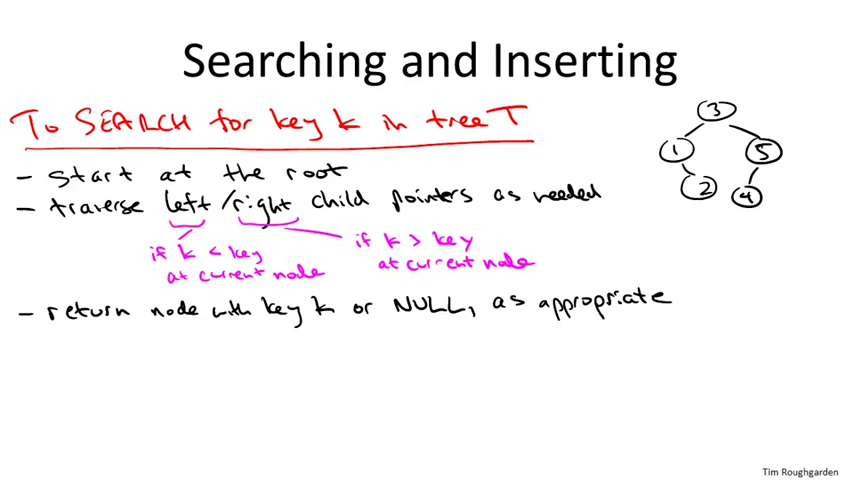 Searching and Inserting
To SEARCH for key k in tree T
- start at the root
- traverse left/right child pointers as needed
if k < key
at current node
if k > key
at current node
- return node with key k or NULL, as appropriate
3
1 5
2 4
Tim Roughgarden